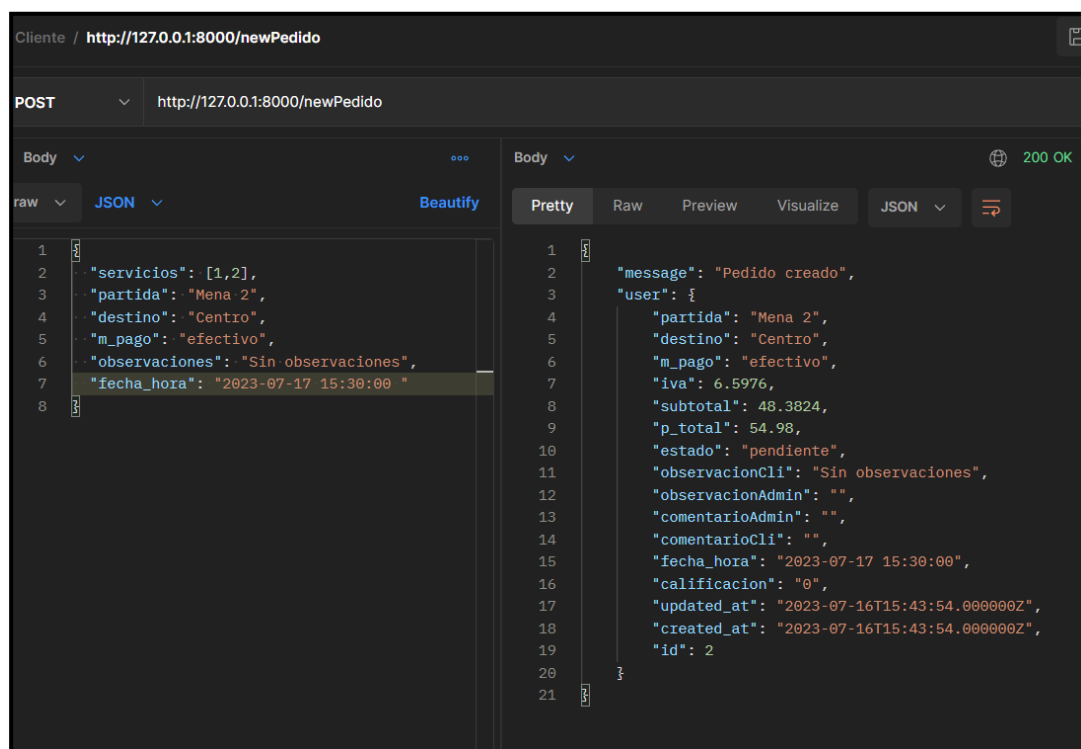 Cliente / http://127.0.0.1:8000/newPedido
POST http://127.0.0.1:8000/newPedido
Body
raw JSON Beautify
1 {
2 "servicios": [1,2],
3 "partida": "Mena 2",
4 "destino": "Centro",
5 "m_pago": "efectivo",
6 "observaciones": "Sin observaciones",
7 "fecha_hora": "2023-07-17 15:30:00 "
8 }
Body 200 OK
Pretty Raw Preview Visualize JSON
1 {
2 "message": "Pedido creado",
3 "user": {
4 "partida": "Mena 2",
5 "destino": "Centro",
6 "m_pago": "efectivo",
7 "iva": 6.5976,
8 "subtotal": 48.3824,
9 "p_total": 54.98,
10 "estado": "pendiente",
11 "observacionCli": "Sin observaciones",
12 "observacionAdmin": "",
13 "comentarioAdmin": "",
14 "comentarioCli": "",
15 "fecha_hora": "2023-07-17 15:30:00",
16 "calificacion": "0",
17 "updated_at": "2023-07-16T15:43:54.000000Z",
18 "created_at": "2023-07-16T15:43:54.000000Z",
19 "id": 2
20 }
21 }